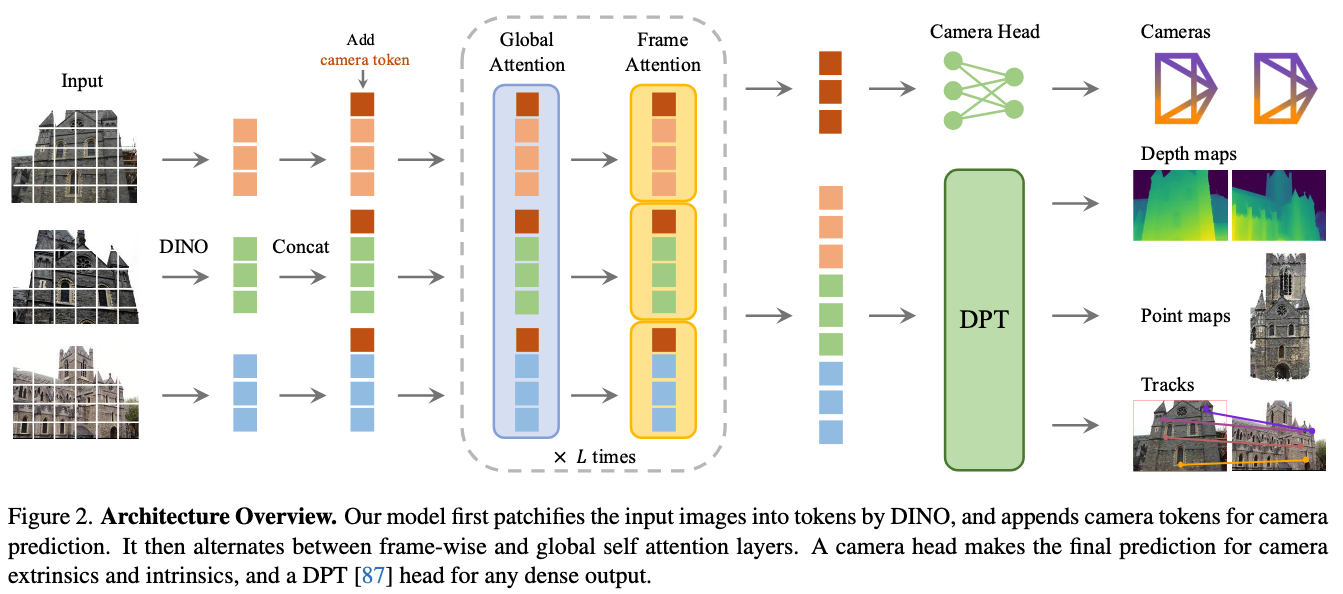 Input
DINO
Concat
Add
camera token
Global
Attention
Frame
Attention
× L times
Camera Head
DPT
Cameras
Depth maps
Point maps
Tracks
Figure 2. Architecture Overview. Our model first patchifies the input images into tokens by DINO, and appends camera tokens for camera
prediction. It then alternates between frame-wise and global self attention layers. A camera head makes the final prediction for camera
extrinsics and intrinsics, and a DPT [87] head for any dense output.